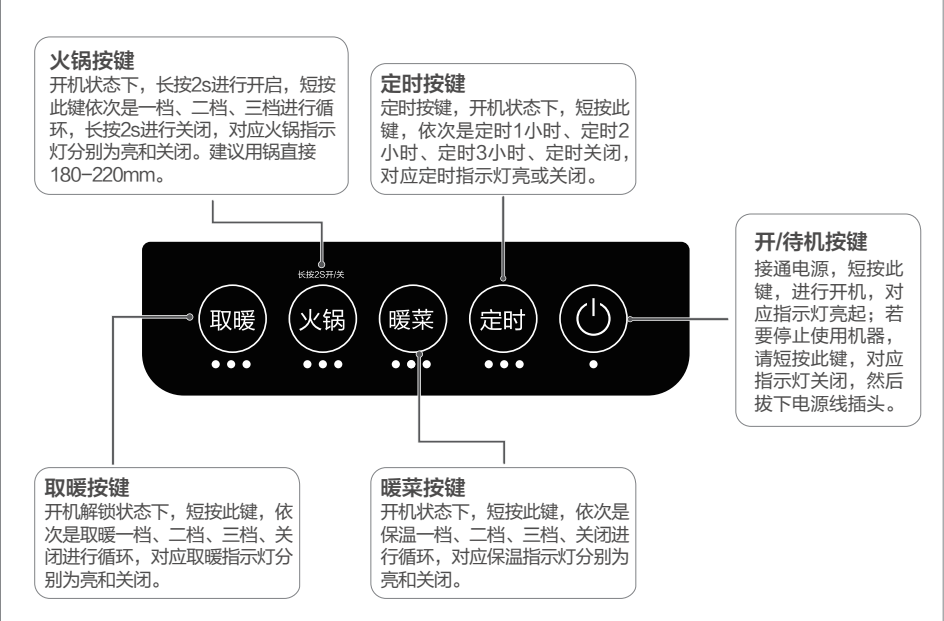 火锅按键
开机状态下，长按2s进行开启，短按
此键依次是一档、二档、三档进行循
环，长按2s进行关闭，对应火锅指示
灯分别为亮和关闭。建议用锅直接
180-220mm。
定时按键
定时按键，开机状态下，短按此
键，依次是定时1小时、定时2
小时、定时3小时、定时关闭，
对应定时指示灯亮或关闭。
开/待机按键
接通电源，短按此
键，进行开机，对
应指示灯亮起；若
要停止使用机器，
请短按此键，对应
指示灯关闭，然后
拔下电源线插头。
长按2S开/关
取暖
火锅
暖菜
定时
取暖按键
开机解锁状态下，短按此键，依
次是取暖一档、二档、三档、关
闭进行循环，对应取暖指示灯分
别为亮和关闭。
暖菜按键
开机状态下，短按此键，依次是
保温一档、二档、三档、关闭进
行循环，对应保温指示灯分别为
亮和关闭。